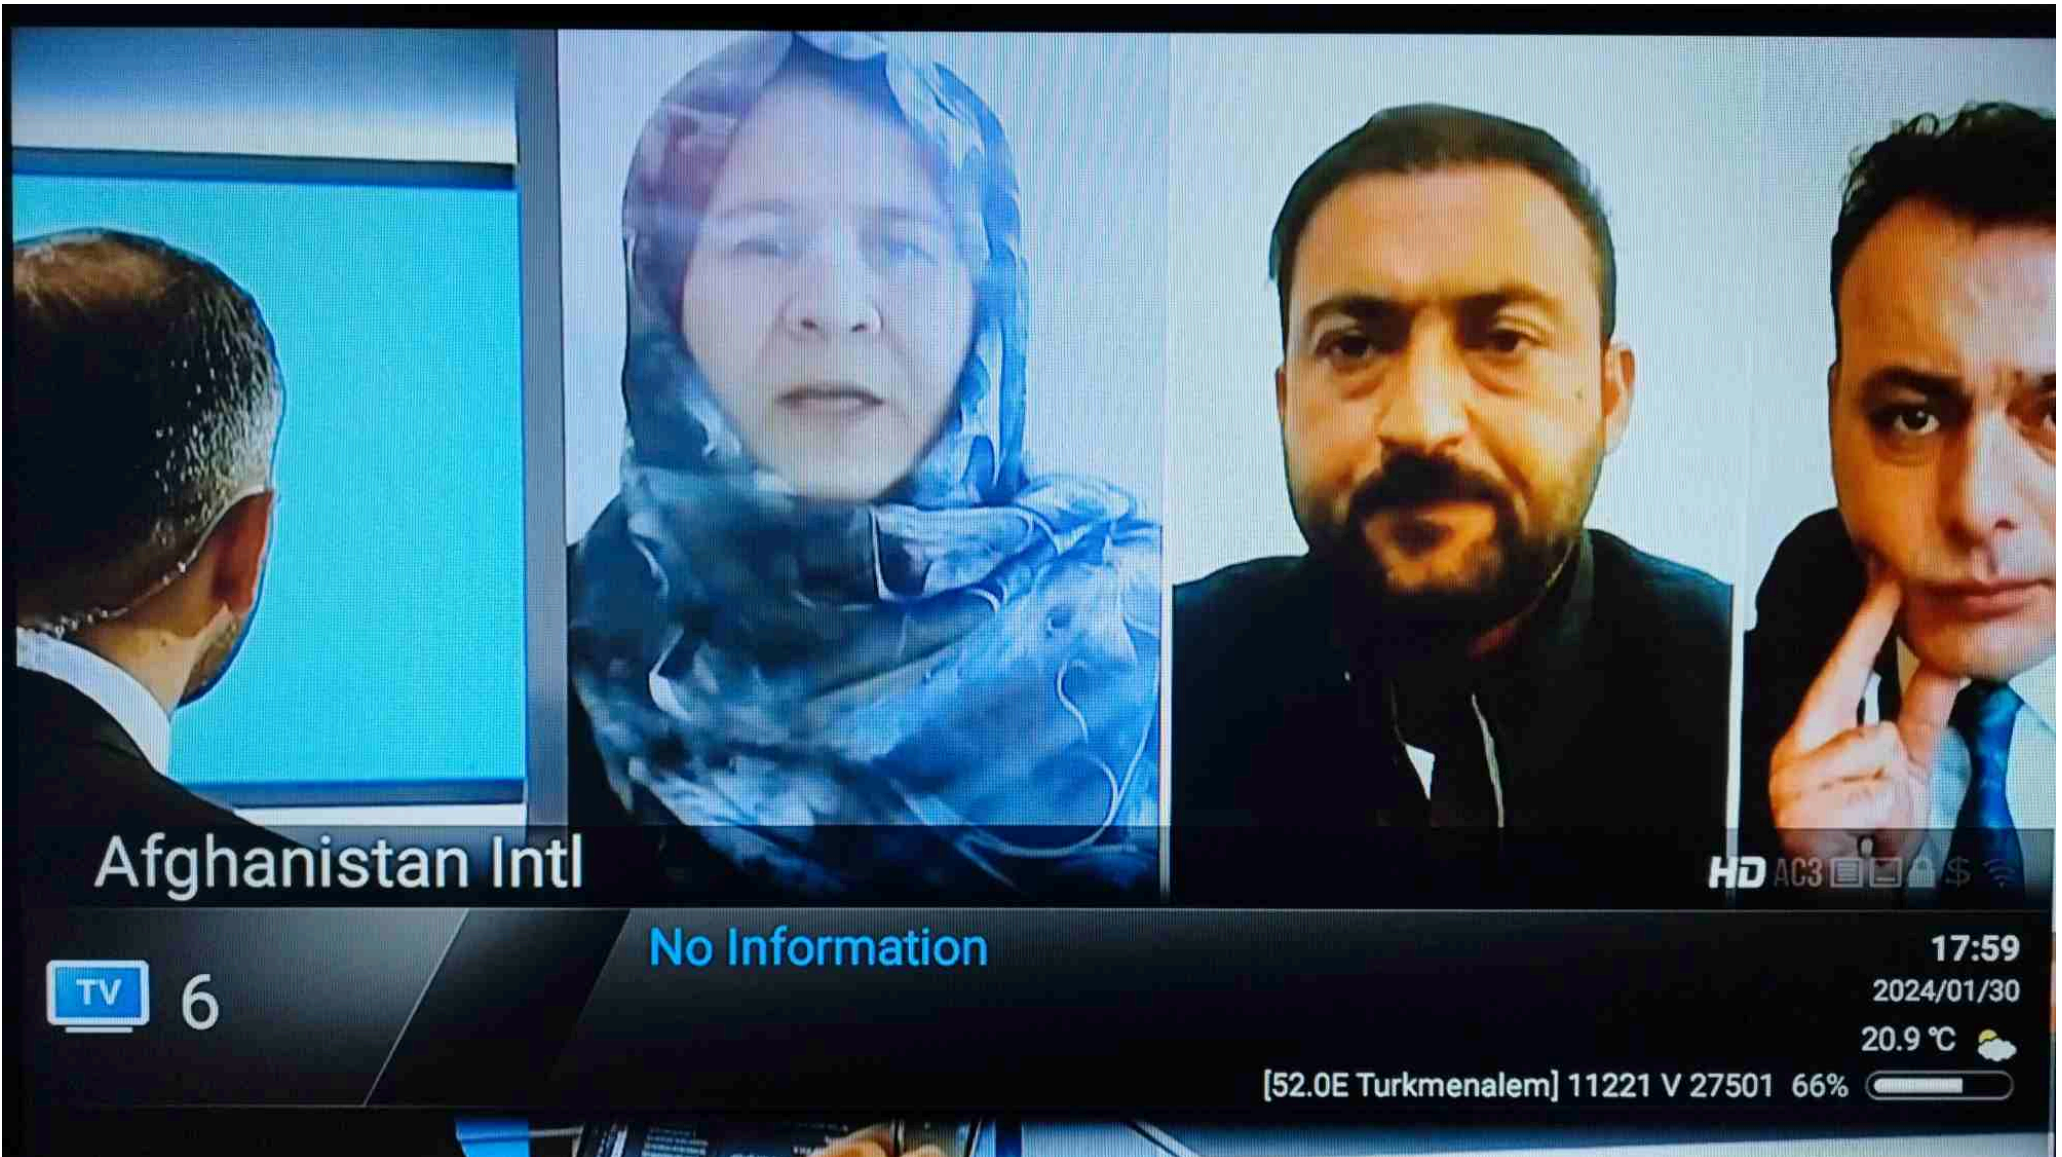 Afghanistan Intl
HD AC3 $
TV 6
No Information
17:59
2024/01/30
20.9 °C
[52.0E Turkmenalem] 11221 V 27501 66%